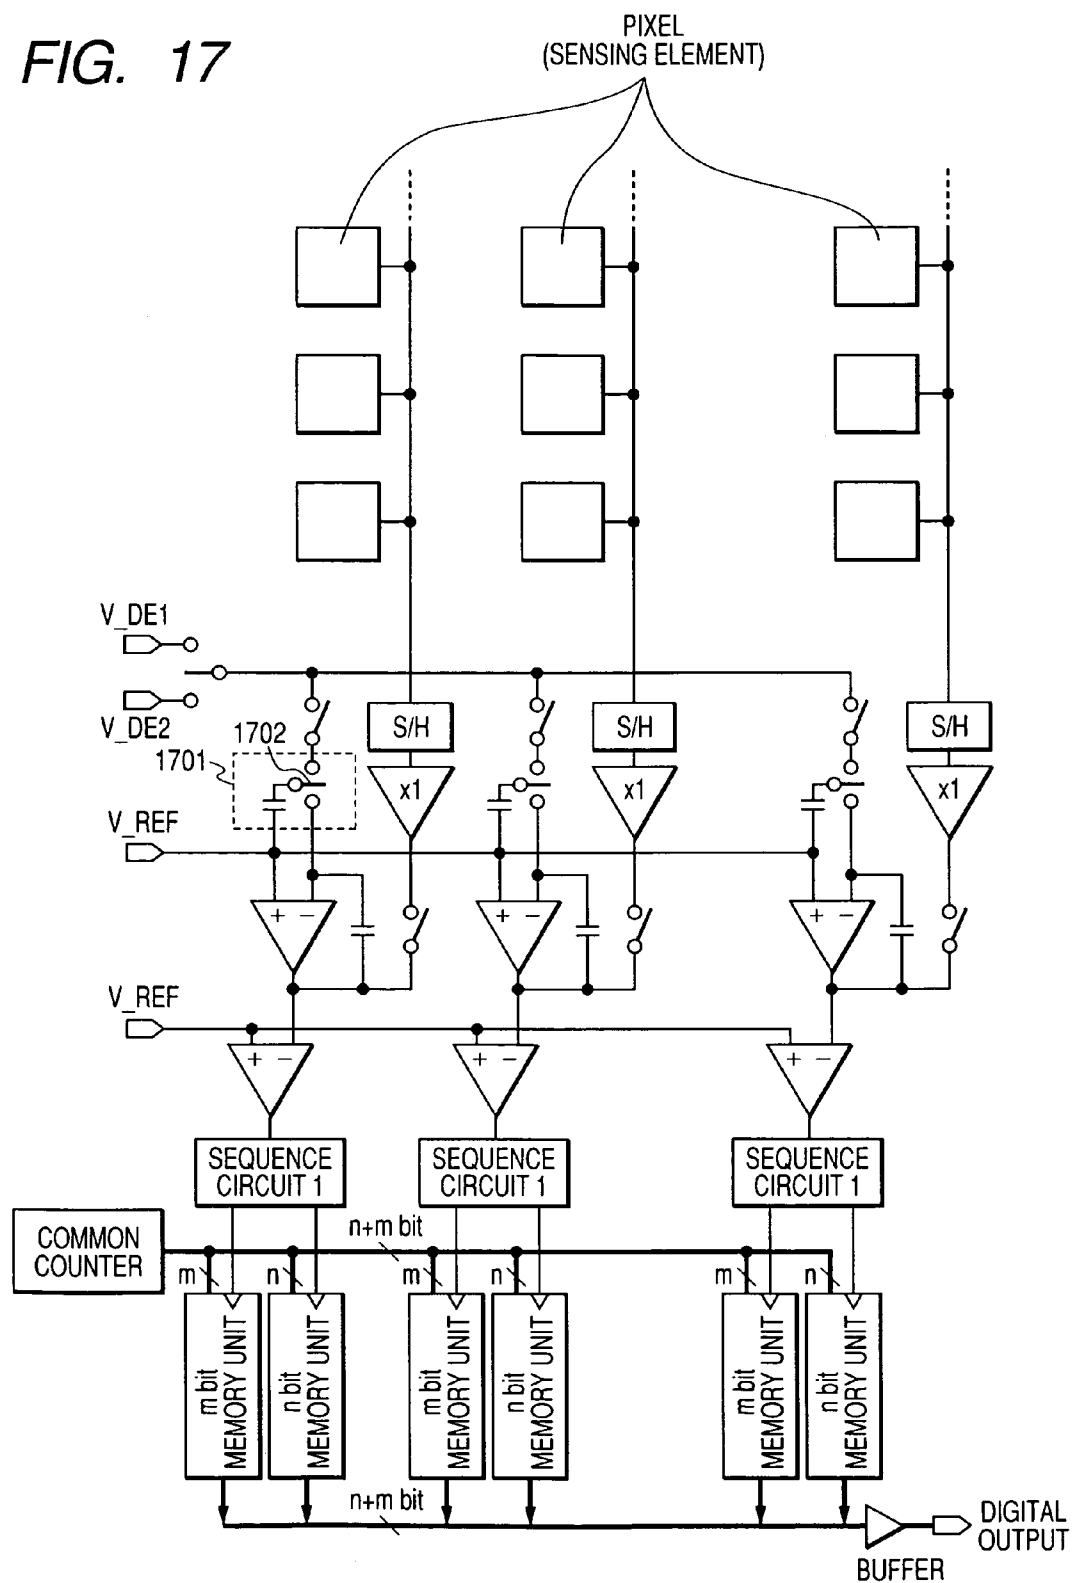 FIG. 17
PIXEL
(SENSING ELEMENT)
V_DE1
V_DE2
1702
1701
S/H
S/H
S/H
x1
x1
x1
V_REF
+ −
+ −
+ −
V_REF
+ −
+ −
+ −
SEQUENCE
CIRCUIT 1
SEQUENCE
CIRCUIT 1
SEQUENCE
CIRCUIT 1
COMMON
COUNTER
n+m bit
m
n
m
n
m
n
m bit
MEMORY UNIT
n bit
MEMORY UNIT
m bit
MEMORY UNIT
n bit
MEMORY UNIT
m bit
MEMORY UNIT
n bit
MEMORY UNIT
n+m bit
DIGITAL
OUTPUT
BUFFER